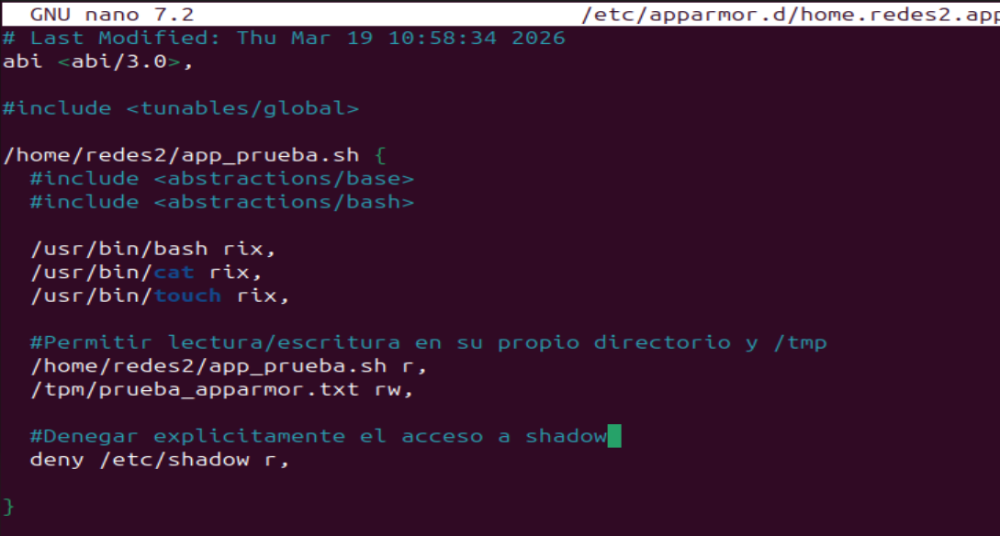 GNU nano 7.2 /etc/apparmor.d/home.redes2.app
# Last Modified: Thu Mar 19 10:58:34 2026
abi <abi/3.0>,
#include <tunables/global>
/home/redes2/app_prueba.sh {
#include <abstractions/base>
#include <abstractions/bash>
/usr/bin/bash rix,
/usr/bin/cat rix,
/usr/bin/touch rix,
#Permitir lectura/escritura en su propio directorio y /tmp
/home/redes2/app_prueba.sh r,
/tpm/prueba_apparmor.txt rw,
#Denegar explicitamente el acceso a shadow
deny /etc/shadow r,
}